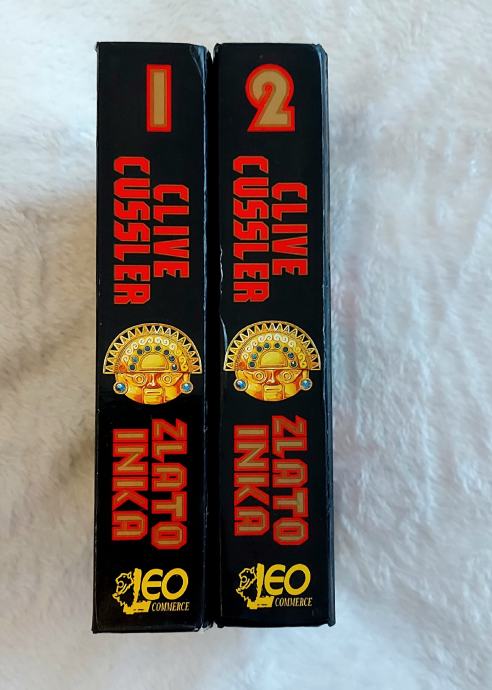 1
CLIVE
CUSSLER
ZLATO
INKA
LEO
COMMERCE
2
CLIVE
CUSSLER
ZLATO
INKA
LEO
COMMERCE